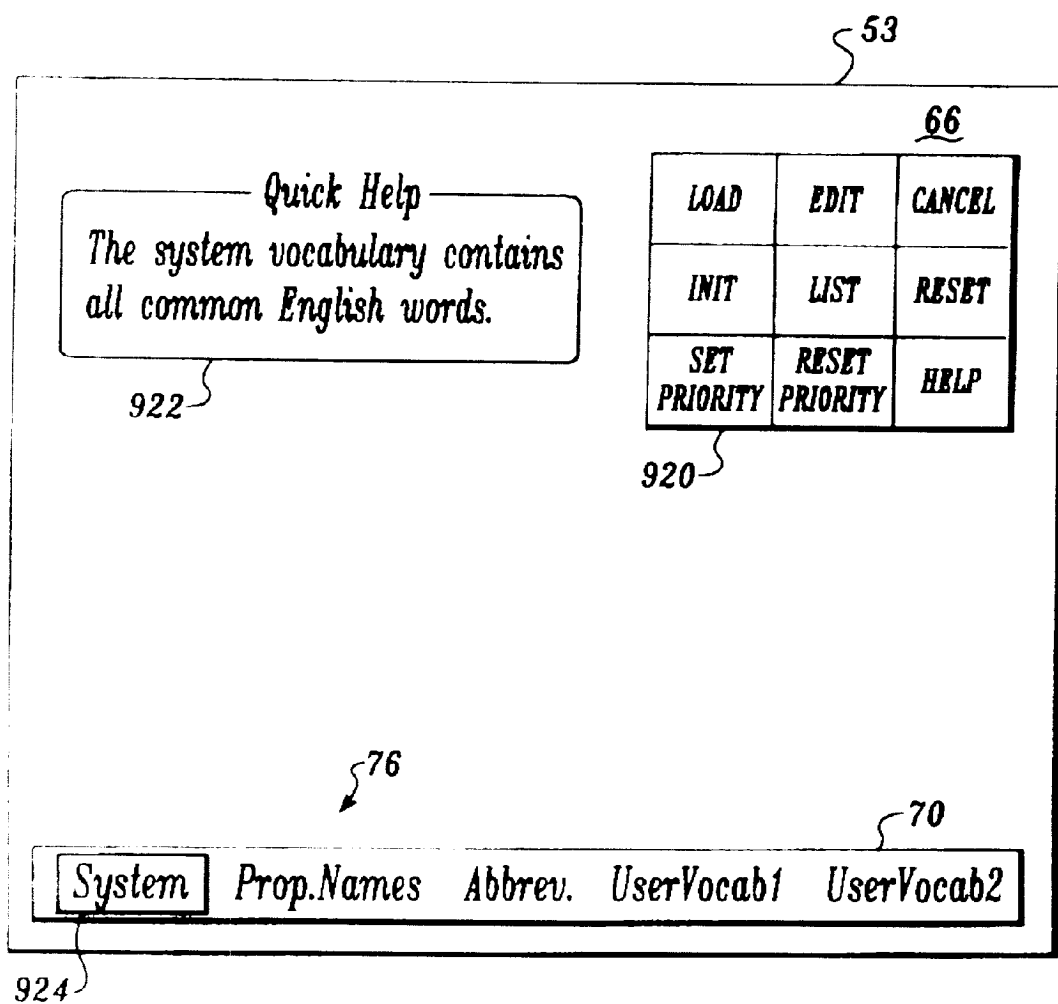 53
66
Quick Help
The system vocabulary contains
all common English words.
922
LOAD EDIT CANCEL
INIT LIST RESET
SET PRIORITY RESET PRIORITY HELP
920
76
70
System Prop.Names Abbrev. UserVocab1 UserVocab2
924